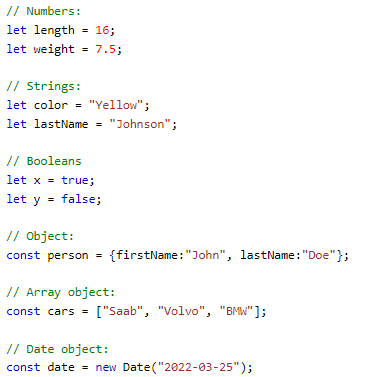 // Numbers:
let length = 16;
let weight = 7.5;

// Strings:
let color = "Yellow";
let lastName = "Johnson";

// Booleans
let x = true;
let y = false;

// Object:
const person = {firstName:"John", lastName:"Doe"};

// Array object:
const cars = ["Saab", "Volvo", "BMW"];

// Date object:
const date = new Date("2022-03-25");